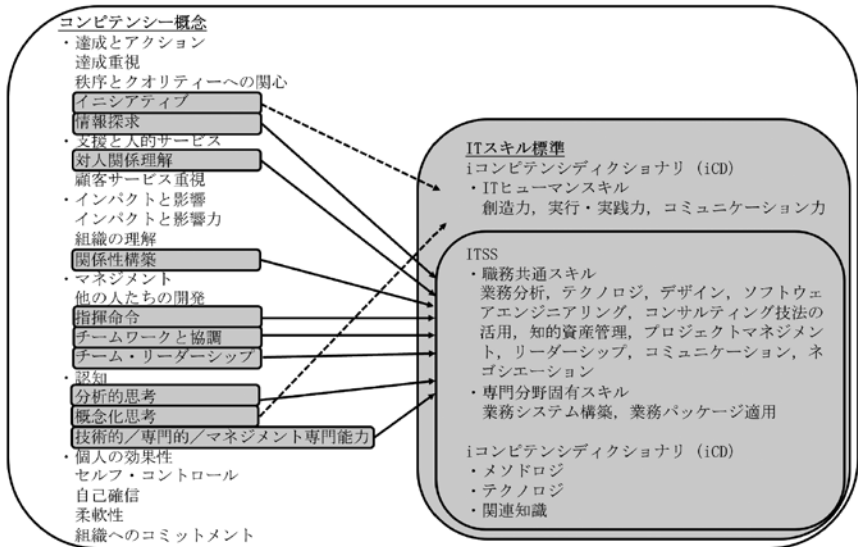 コンピテンシー概念
・達成とアクション
達成重視
秩序とクオリティーへの関心
イニシアティブ
情報探求
・支援と人的サービス
対人関係理解
顧客サービス重視
・インパクトと影響
インパクトと影響力
組織の理解
関係性構築
・マネジメント
他の人たちの開発
指揮命令
チームワークと協調
チーム・リーダーシップ
・認知
分析的思考
概念化思考
技術的／専門的／マネジメント専門能力
・個人の効果性
セルフ・コントロール
自己確信
柔軟性
組織へのコミットメント
ITスキル標準
iコンピテンシディクショナリ (iCD)
・ITヒューマンスキル
創造力, 実行・実践力, コミュニケーション力
ITSS
・職務共通スキル
業務分析, テクノロジ, デザイン, ソフトウェ
アエンジニアリング, コンサルティング技法の
活用, 知的資産管理, プロジェクトマネジメン
ト, リーダーシップ, コミュニケーション, ネ
ゴシエーション
・専門分野固有スキル
業務システム構築, 業務パッケージ適用
iコンピテンシディクショナリ (iCD)
・メソドロジ
・テクノロジ
・関連知識